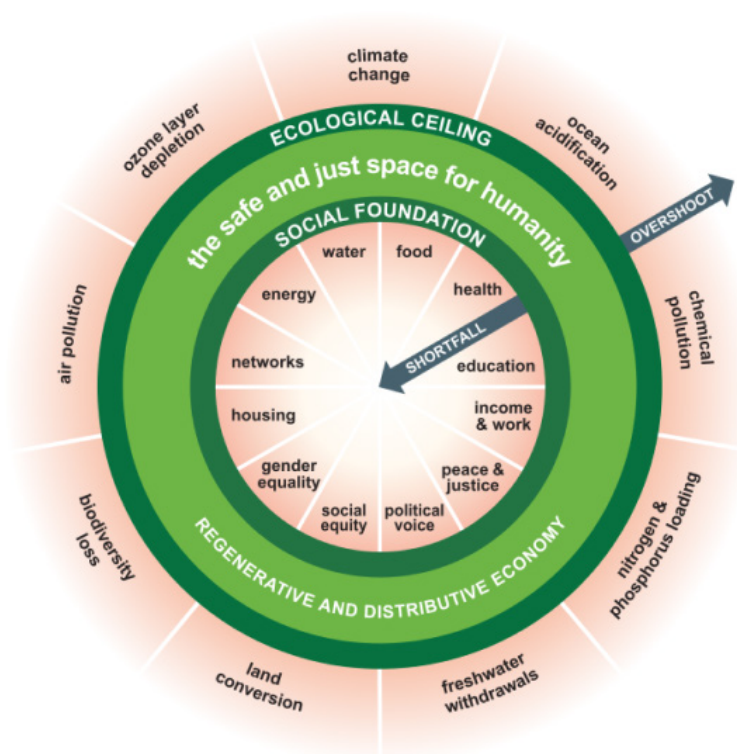 climate
change
ocean
acidification
chemical
pollution
nitrogen &
phosphorus loading
freshwater
withdrawals
land
conversion
biodiversity
loss
air pollution
ozone layer
depletion
ECOLOGICAL CEILING
the safe and just space for humanity
SOCIAL FOUNDATION
OVERSHOOT
SHORTFALL
water
food
health
education
income
& work
peace &
justice
political
voice
social
equity
gender
equality
housing
networks
energy
REGENERATIVE AND DISTRIBUTIVE ECONOMY